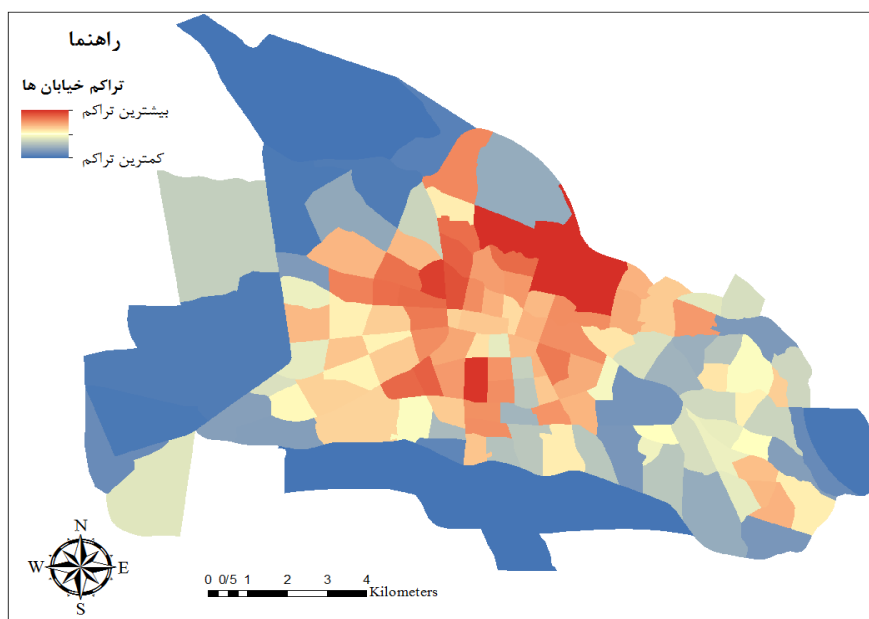 راهنما
تراکم خیابان ها
بیشترین تراکم
کمترین تراکم
N
W E
S
0 0/5 1 2 3 4
Kilometers